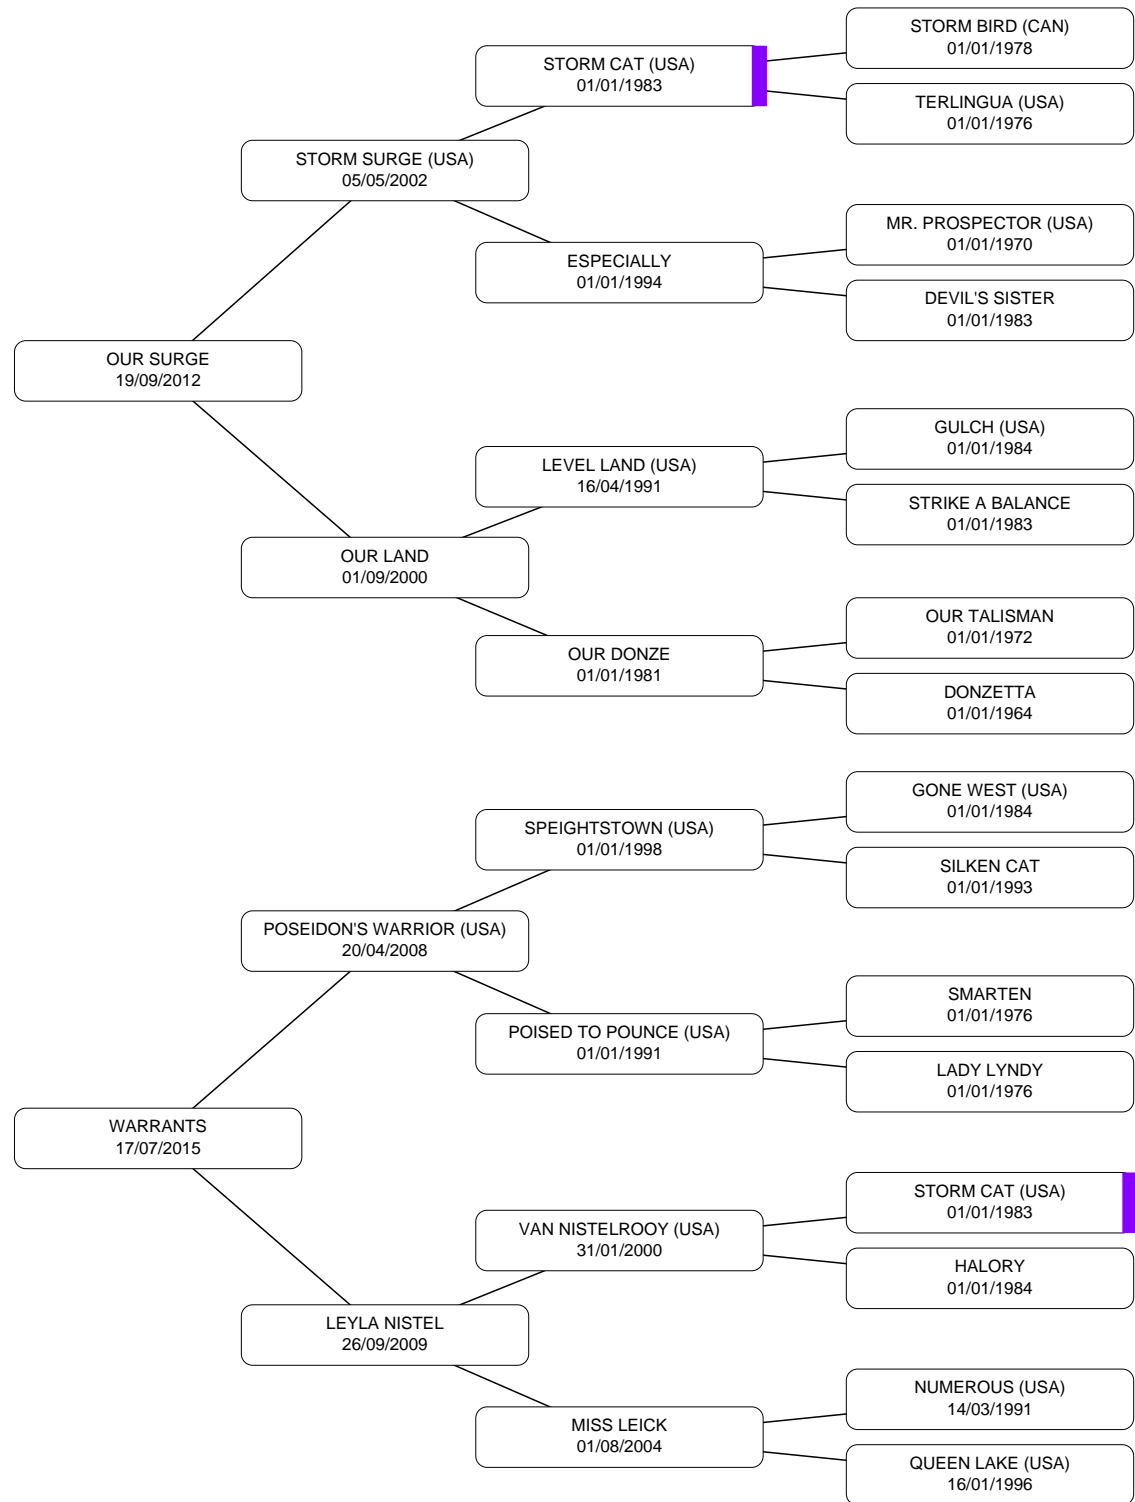 STORM BIRD (CAN)
01/01/1978
STORM CAT (USA)
01/01/1983
TERLINGUA (USA)
01/01/1976
STORM SURGE (USA)
05/05/2002
MR. PROSPECTOR (USA)
01/01/1970
ESPECIALLY
01/01/1994
DEVIL'S SISTER
01/01/1983
OUR SURGE
19/09/2012
GULCH (USA)
01/01/1984
LEVEL LAND (USA)
16/04/1991
STRIKE A BALANCE
01/01/1983
OUR LAND
01/09/2000
OUR TALISMAN
01/01/1972
OUR DONZE
01/01/1981
DONZETTA
01/01/1964
GONE WEST (USA)
01/01/1984
SPEIGHTSTOWN (USA)
01/01/1998
SILKEN CAT
01/01/1993
POSEIDON'S WARRIOR (USA)
20/04/2008
SMARTEN
01/01/1976
POISED TO POUNCE (USA)
01/01/1991
LADY LYNDY
01/01/1976
WARRANTS
17/07/2015
STORM CAT (USA)
01/01/1983
VAN NISTELROOY (USA)
31/01/2000
HALORY
01/01/1984
LEYLA NISTEL
26/09/2009
NUMEROUS (USA)
14/03/1991
MISS LEICK
01/08/2004
QUEEN LAKE (USA)
16/01/1996